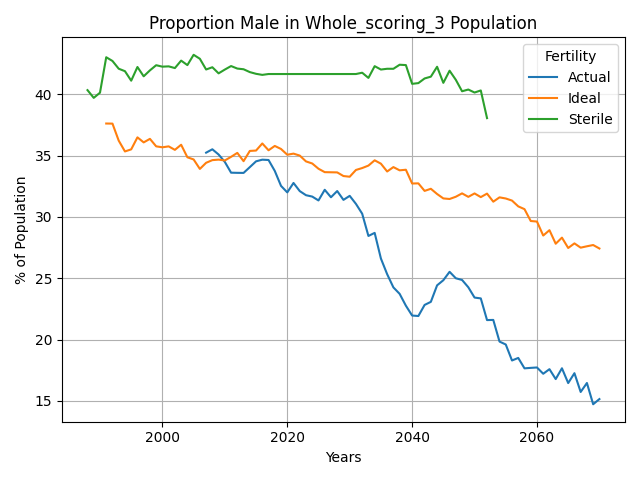 Proportion Male in Whole_scoring_3 Population
Fertility
Actual
Ideal
Sterile
% of Population
40
35
30
25
20
15
2000 2020 2040 2060
Years